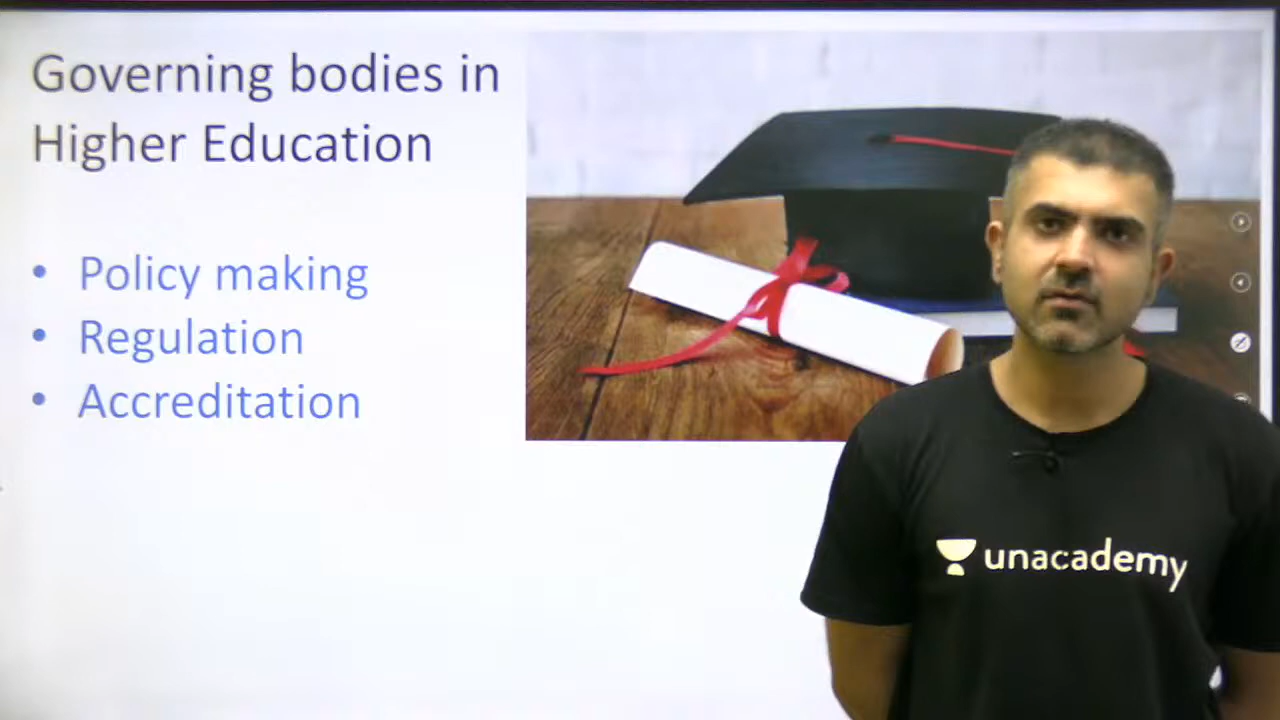 Governing bodies in
Higher Education
• Policy making
• Regulation
• Accreditation
unacademy